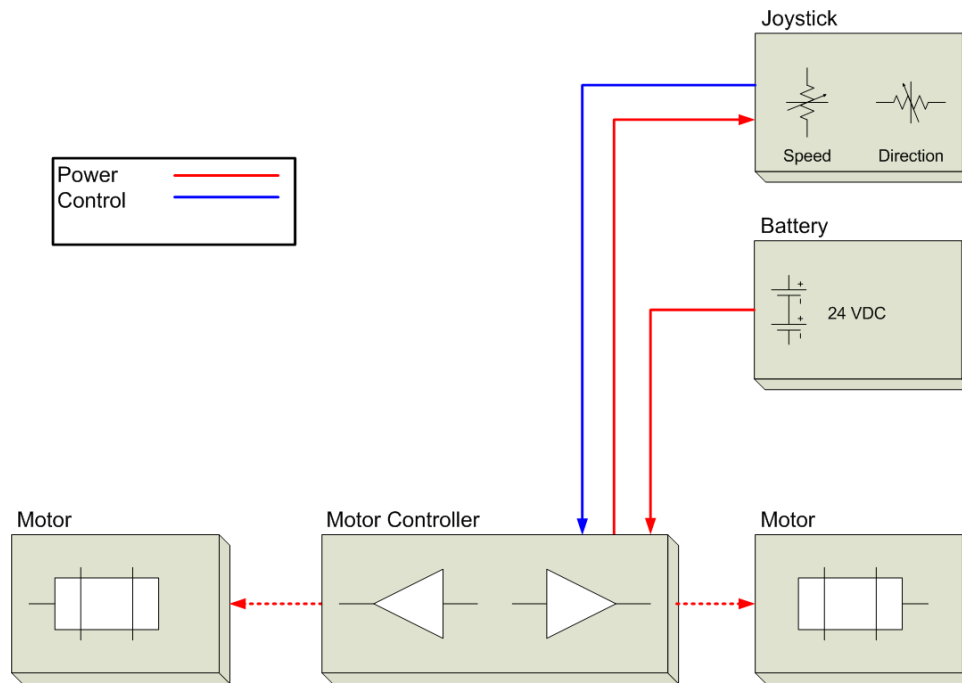 Joystick
Speed
Direction
Power
Control
Battery
24 VDC
Motor
Motor Controller
Motor